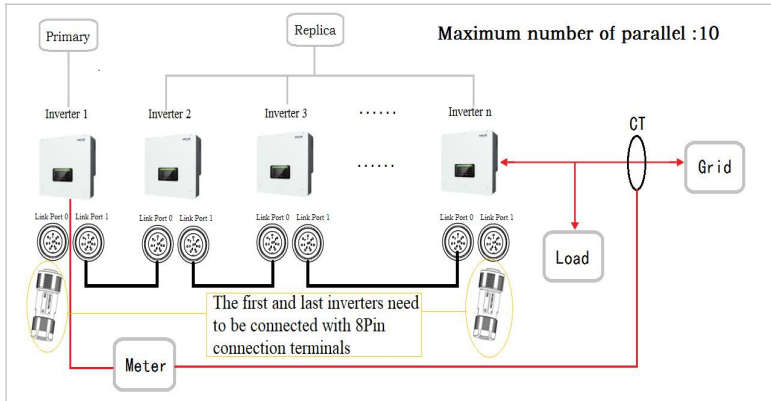 Primary
Replica
Maximum number of parallel :10
Inverter 1
Inverter 2
Inverter 3
......
Inverter n
......
CT
Grid
Link Port 0
Link Port 1
Link Port 0
Link Port 1
Link Port 0
Link Port 1
Link Port 0
Link Port 1
Load
The first and last inverters need
to be connected with 8Pin
connection terminals
Meter